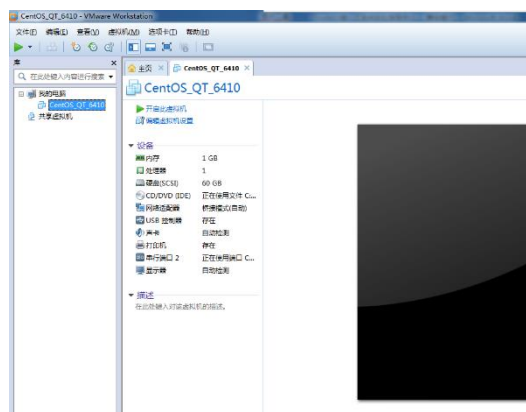 CentOS_QT_6410 - VMware Workstation
文件(F) 编辑(E) 查看(V) 虚拟机(M) 选项卡(T) 帮助(H)
库
在此处键入内容进行搜索
我的电脑
CentOS_QT_6410
共享虚拟机
主页 CentOS_QT_6410
CentOS_QT_6410
开启此虚拟机
编辑虚拟机设置
设备
内存 1 GB
处理器 1
硬盘(SCSI) 60 GB
CD/DVD (IDE) 正在使用文件 C...
网络适配器 桥接模式(自动)
USB 控制器 存在
声卡 自动检测
打印机 存在
串行端口 2 正在使用端口 C...
显示器 自动检测
描述
在此处键入对该虚拟机的描述。